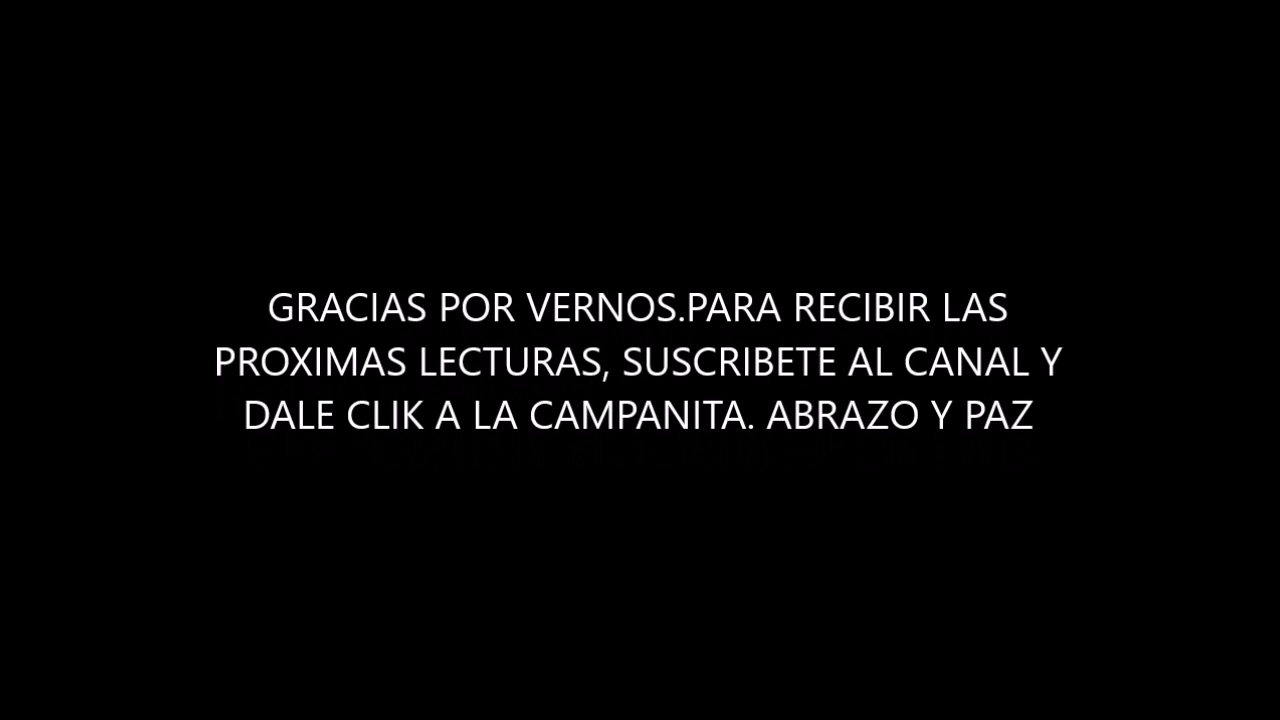 GRACIAS POR VERNOS.PARA RECIBIR LAS
PROXIMAS LECTURAS, SUSCRIBETE AL CANAL Y
DALE CLIK A LA CAMPANITA. ABRAZO Y PAZ